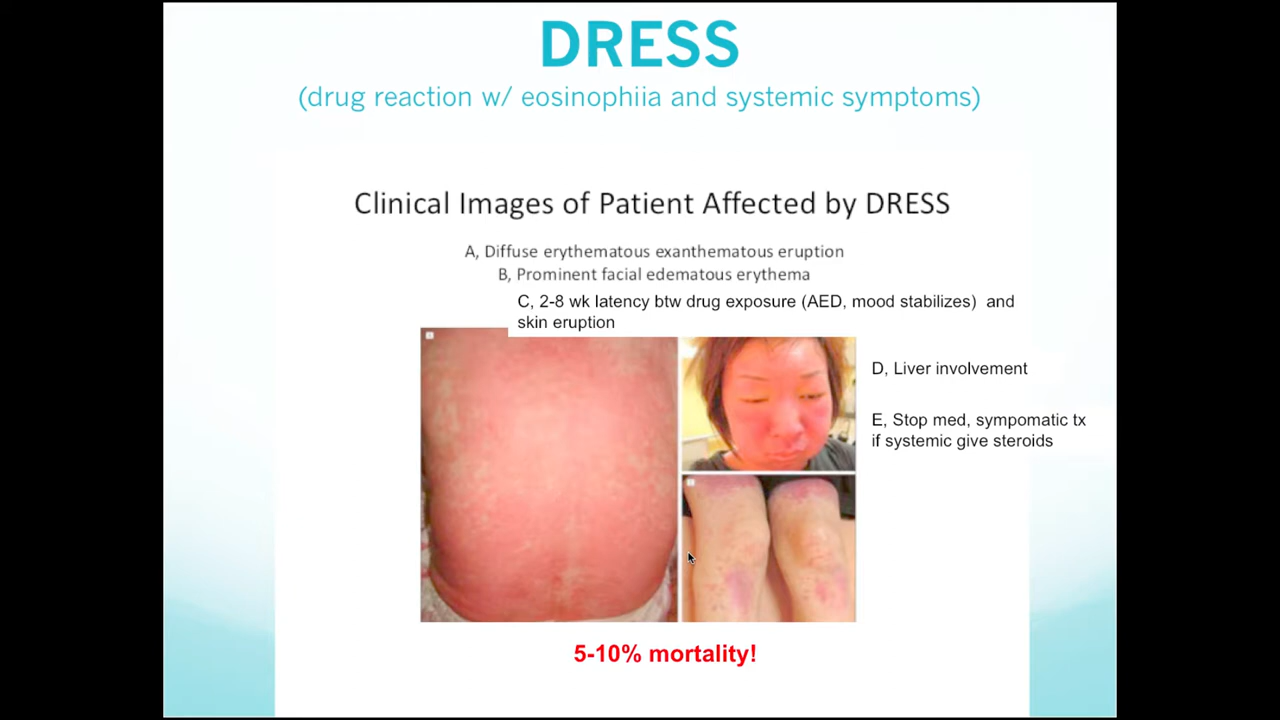 DRESS
(drug reaction w/ eosinophiia and systemic symptoms)
Clinical Images of Patient Affected by DRESS
A, Diffuse erythematous exanthematous eruption
B, Prominent facial edematous erythema
C, 2-8 wk latency btw drug exposure (AED, mood stabilizes)  and
skin eruption
D, Liver involvement
E, Stop med, sympomatic tx
if systemic give steroids
5-10% mortality!